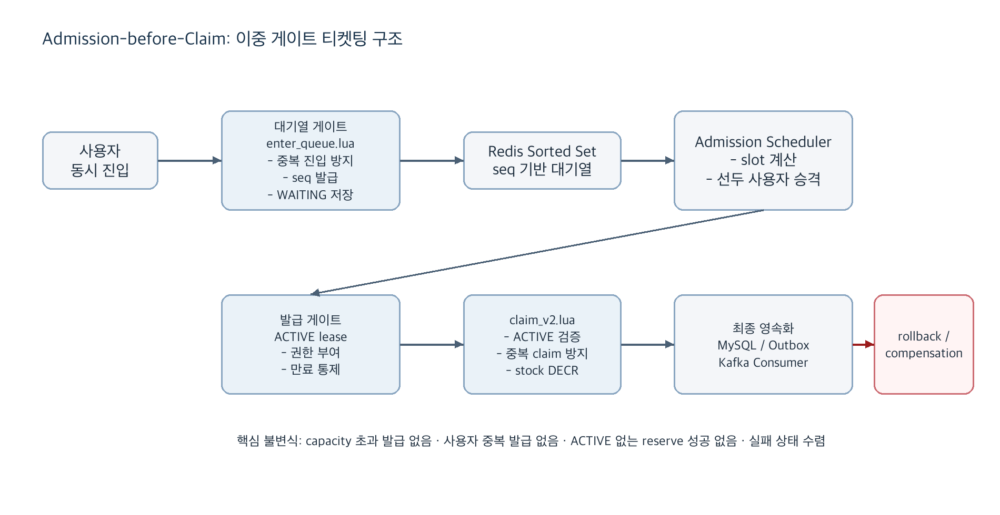 Admission-before-Claim: 이중 게이트 티켓팅 구조
사용자
동시 진입
대기열 게이트
enter_queue.lua
- 중복 진입 방지
- seq 발급
- WAITING 저장
Redis Sorted Set
seq 기반 대기열
Admission Scheduler
- slot 계산
- 선두 사용자 승격
발급 게이트
ACTIVE lease
- 권한 부여
- 만료 통제
claim_v2.lua
- ACTIVE 검증
- 중복 claim 방지
- stock DECR
최종 영속화
MySQL / Outbox
Kafka Consumer
rollback /
compensation
핵심 불변식: capacity 초과 발급 없음 · 사용자 중복 발급 없음 · ACTIVE 없는 reserve 성공 없음 · 실패 상태 수렴